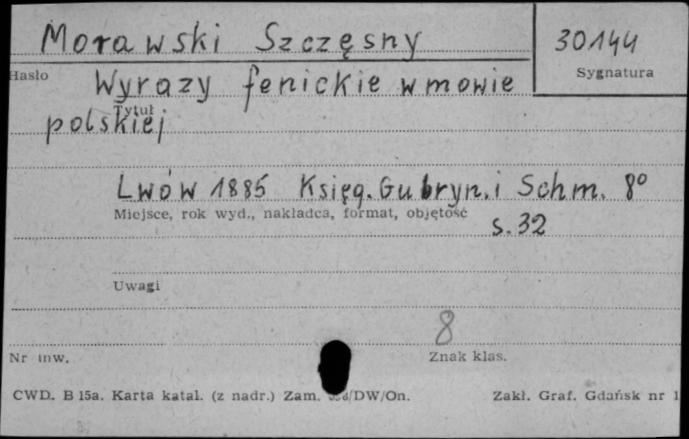 Morawski Szczęsny 30144
Hasło Sygnatura
Wyrazy fenickie w mowie
Tytuł
polskiej
Lwów 1885 Księg. Gubryn. i Schm. 8°
Miejsce, rok wyd., nakładca, format, objętość
s. 32
Uwagi
8
Nr inw. Znak klas.
CWD. B 15a. Karta katal. (z nadr.) Zam. /DW/On. Zakł. Graf. Gdańsk nr 1